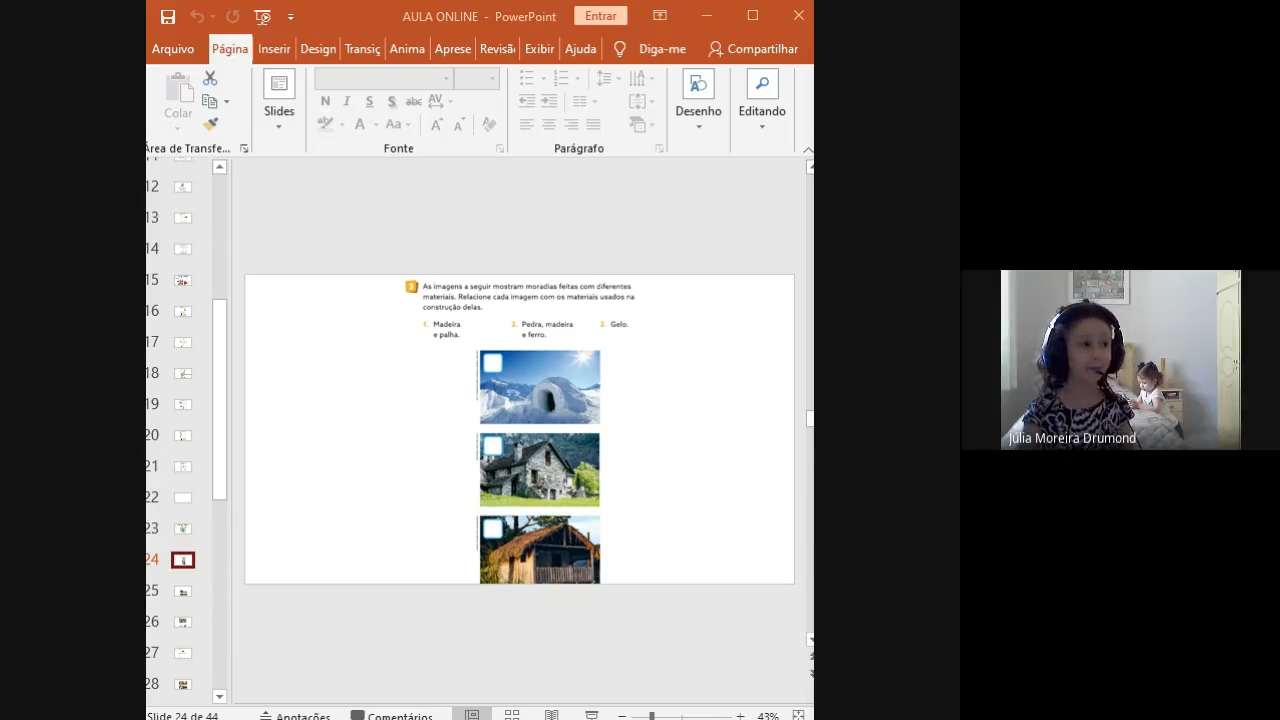 AULA ONLINE - PowerPoint
Entrar
Arquivo
Página
Inserir
Design
Transiç
Anima
Aprese
Revisã
Exibir
Ajuda
Diga-me
Compartilhar
Colar
Slides
N I S S abc AV
A Aa A A
Desenho
Editando
Área de Transfe...
Fonte
Parágrafo
12
13
14
15
16
17
18
19
20
21
22
23
24
25
26
27
28
3 As imagens a seguir mostram moradias feitas com diferentes
materiais. Relacione cada imagem com os materiais usados na
construção delas.
1. Madeira
e palha.
2. Pedra, madeira
e ferro.
3. Gelo.
Júlia Moreira Drumond
Slide 24 de 44
Anotações
Comentários
43%